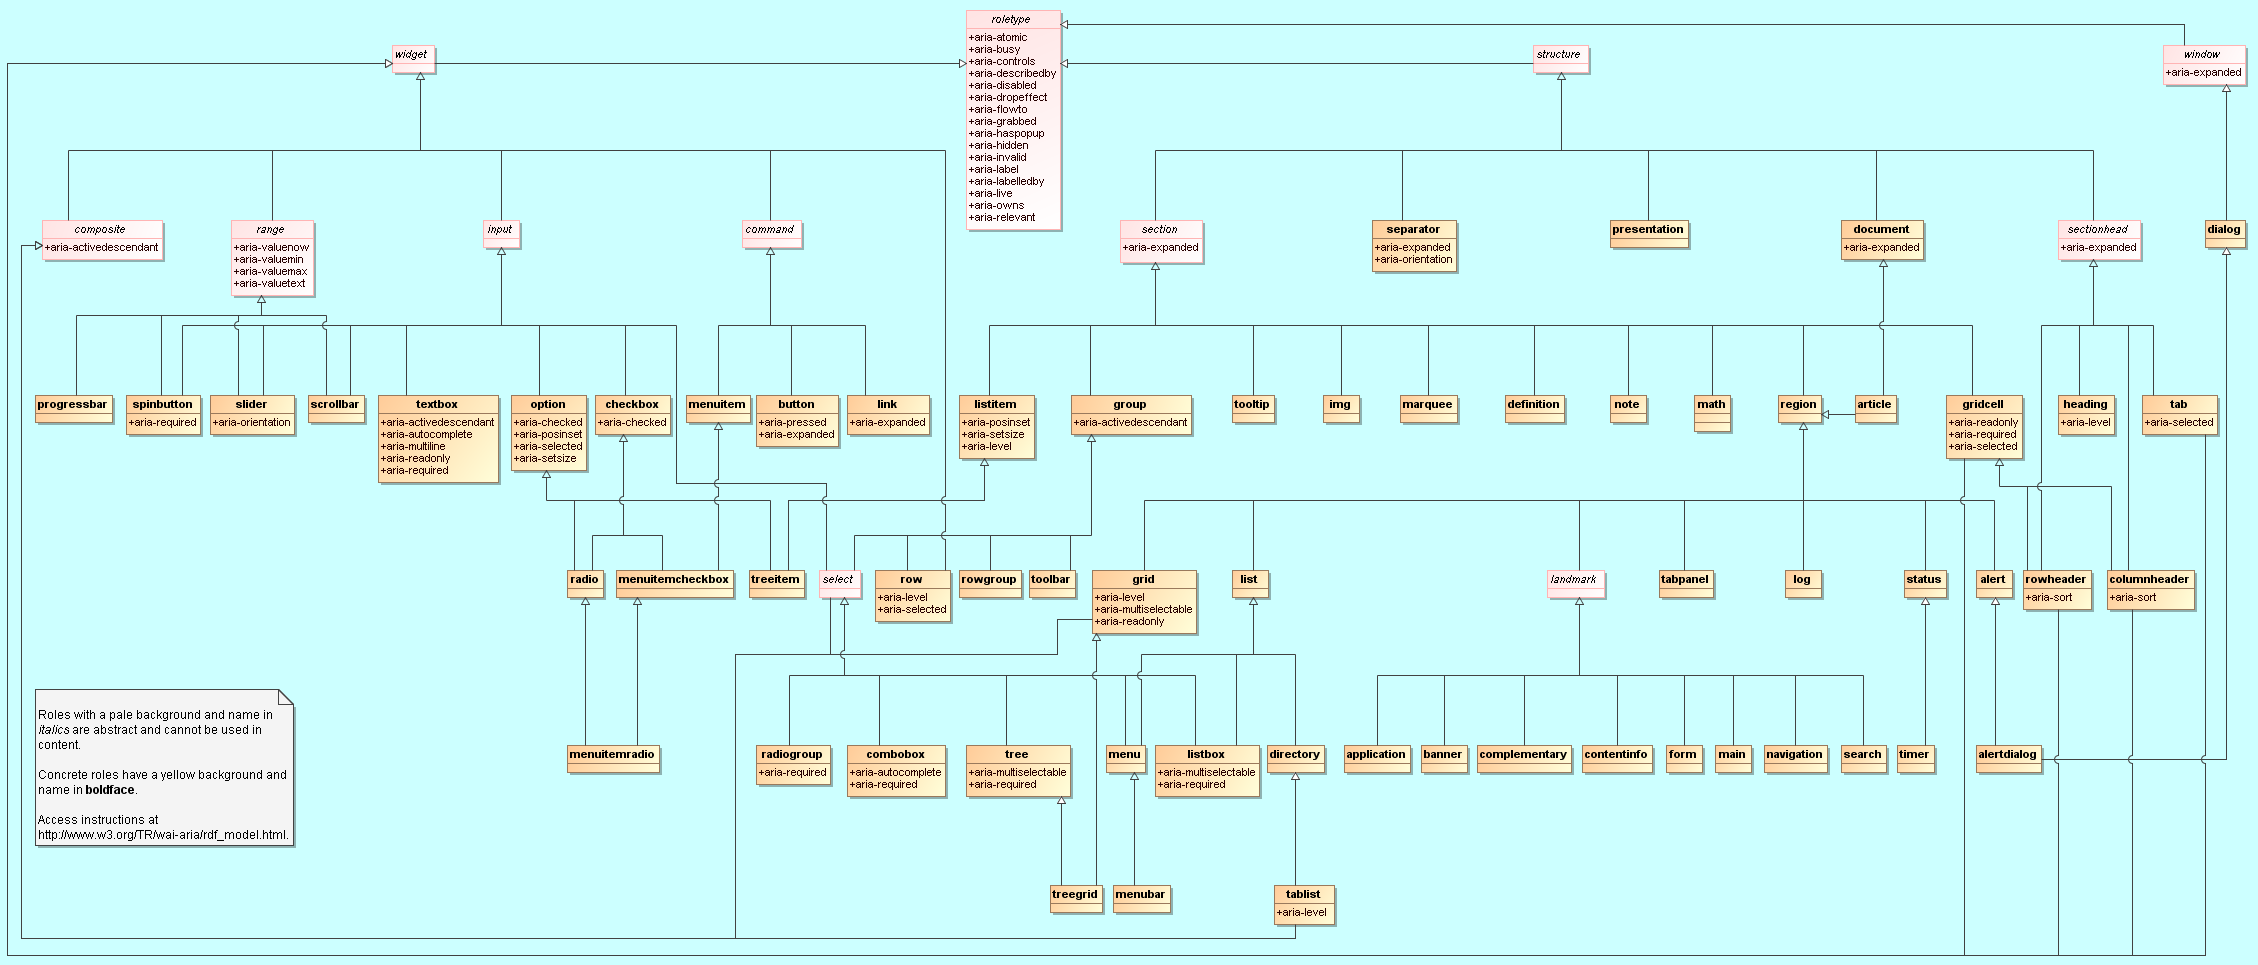 roletype
+aria-atomic
+aria-busy
+aria-controls
+aria-describedby
+aria-disabled
+aria-dropeffect
+aria-flowto
+aria-grabbed
+aria-haspopup
+aria-hidden
+aria-invalid
+aria-label
+aria-labelledby
+aria-live
+aria-owns
+aria-relevant
widget
structure
window
+aria-expanded
composite
+aria-activedescendant
range
+aria-valuenow
+aria-valuemin
+aria-valuemax
+aria-valuetext
input
command
section
+aria-expanded
separator
+aria-expanded
+aria-orientation
presentation
document
+aria-expanded
sectionhead
+aria-expanded
dialog
progressbar
spinbutton
+aria-required
slider
+aria-orientation
scrollbar
textbox
+aria-activedescendant
+aria-autocomplete
+aria-multiline
+aria-readonly
+aria-required
option
+aria-checked
+aria-posinset
+aria-selected
+aria-setsize
checkbox
+aria-checked
menuitem
button
+aria-pressed
+aria-expanded
link
+aria-expanded
listitem
+aria-posinset
+aria-setsize
+aria-level
group
+aria-activedescendant
tooltip
img
marquee
definition
note
math
region
article
gridcell
+aria-readonly
+aria-required
+aria-selected
heading
+aria-level
tab
+aria-selected
radio
menuitemcheckbox
treeitem
select
row
+aria-level
+aria-selected
rowgroup
toolbar
grid
+aria-level
+aria-multiselectable
+aria-readonly
list
landmark
tabpanel
log
status
alert
rowheader
+aria-sort
columnheader
+aria-sort
Roles with a pale background and name in
italics are abstract and cannot be used in
content.
Concrete roles have a yellow background and
name in boldface.
Access instructions at
http://www.w3.org/TR/wai-aria/rdf_model.html.
menuitemradio
radiogroup
+aria-required
combobox
+aria-autocomplete
+aria-required
tree
+aria-multiselectable
+aria-required
menu
listbox
+aria-multiselectable
+aria-required
directory
application
banner
complementary
contentinfo
form
main
navigation
search
timer
alertdialog
treegrid
menubar
tablist
+aria-level